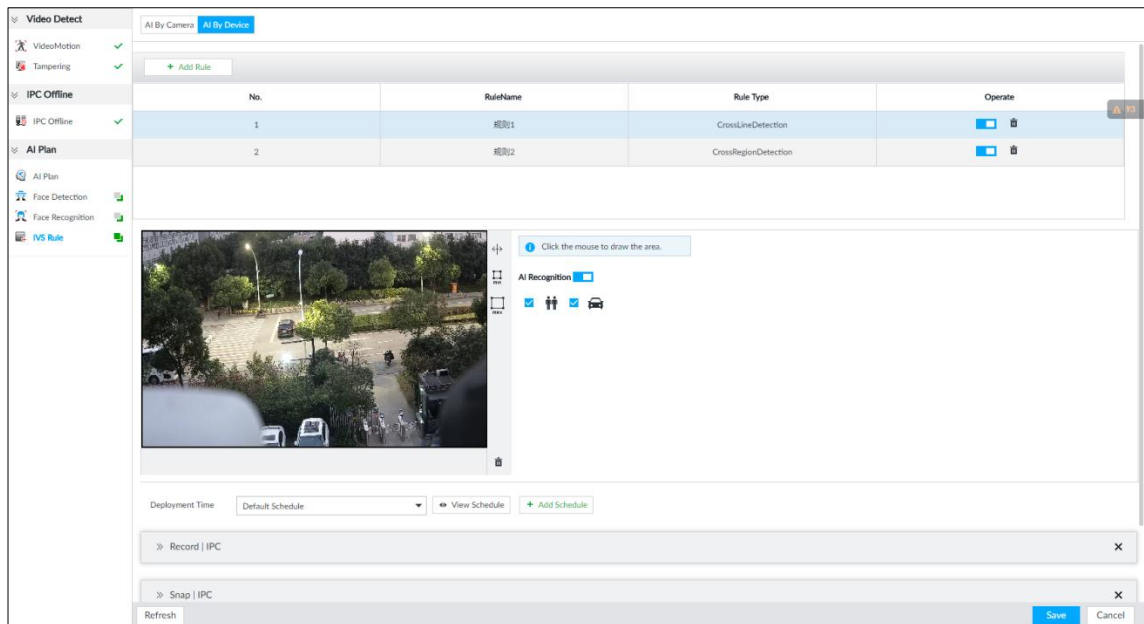 Video Detect
VideoMotion
Tampering
IPC Offline
IPC Offline
AI Plan
AI Plan
Face Detection
Face Recognition
IVS Rule
AI By Camera AI By Device
+ Add Rule
No. RuleName Rule Type Operate
1 规则1 CrossLineDetection
2 规则2 CrossRegionDetection
93
Click the mouse to draw the area.
AI Recognition
Deployment Time Default Schedule View Schedule + Add Schedule
Record | IPC
Snap | IPC
Refresh Save Cancel